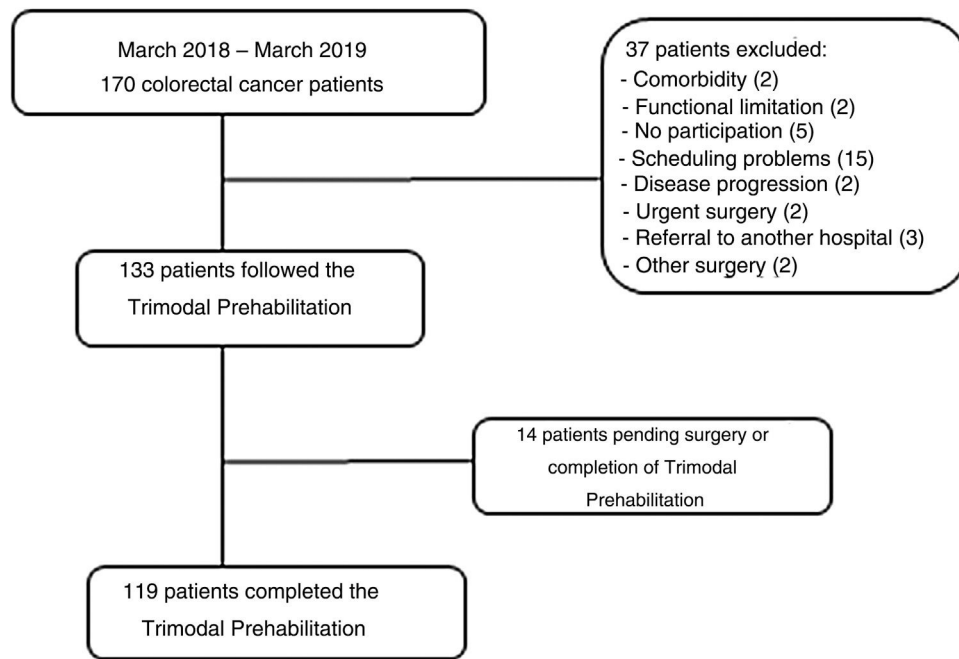 March 2018 – March 2019
170 colorectal cancer patients
37 patients excluded:
- Comorbidity (2)
- Functional limitation (2)
- No participation (5)
- Scheduling problems (15)
- Disease progression (2)
- Urgent surgery (2)
- Referral to another hospital (3)
- Other surgery (2)
133 patients followed the
Trimodal Prehabilitation
14 patients pending surgery or
completion of Trimodal
Prehabilitation
119 patients completed the
Trimodal Prehabilitation